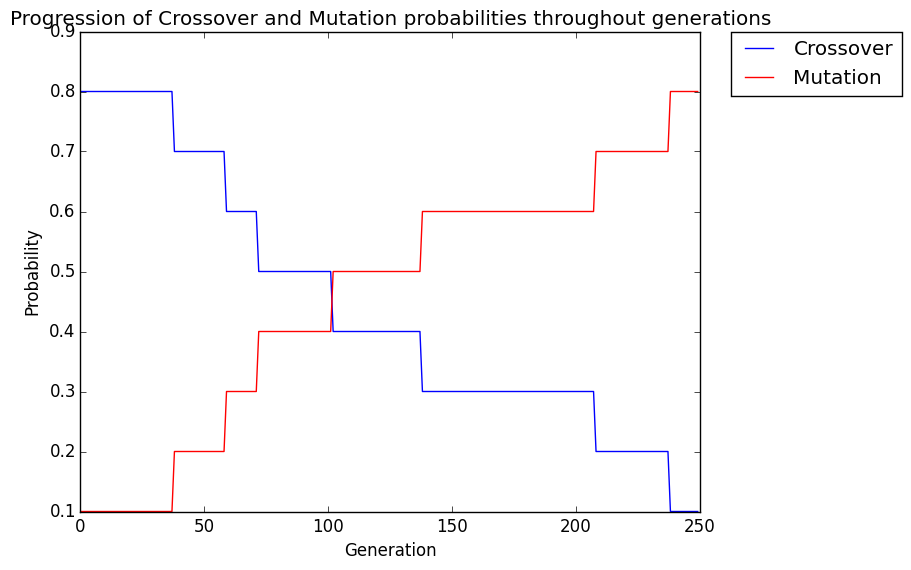 Progression of Crossover and Mutation probabilities throughout generations
Crossover
Mutation
0.9
0.8
0.7
0.6
0.5
0.4
0.3
0.2
0.1
Probability
0 50 100 150 200 250
Generation